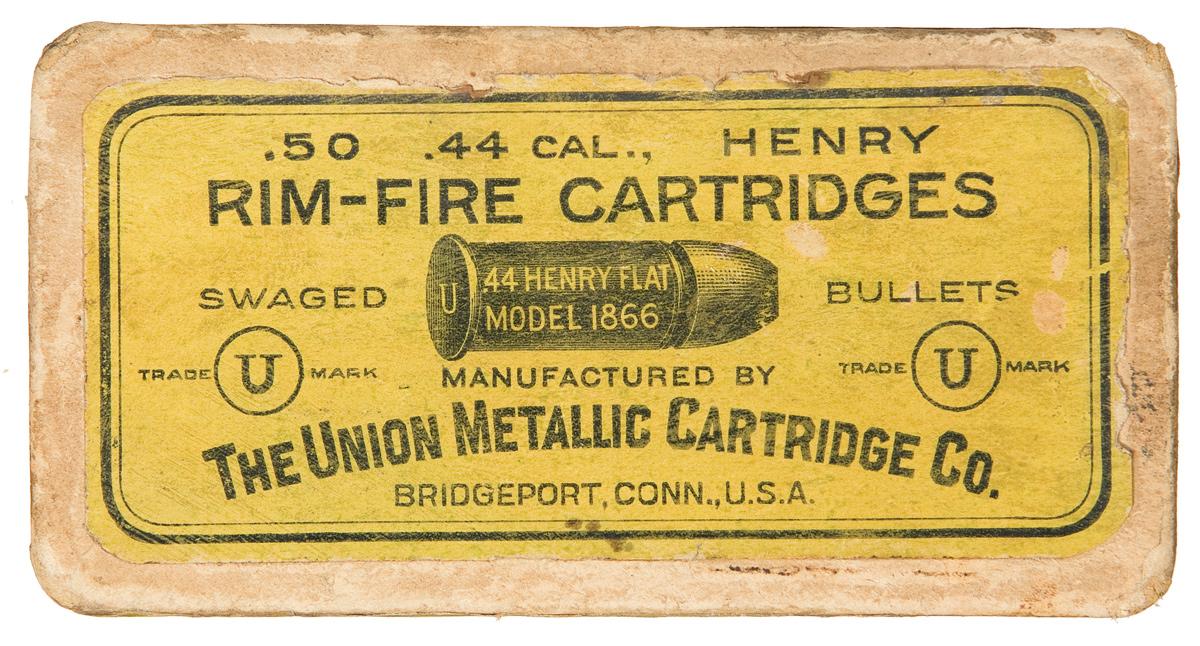 .50 .44 CAL., HENRY
RIM-FIRE CARTRIDGES
U 44 HENRY FLAT
MODEL 1866
SWAGED BULLETS
TRADE U MARK
TRADE U MARK
MANUFACTURED BY
THE UNION METALLIC CARTRIDGE CO.
BRIDGEPORT, CONN., U.S.A.